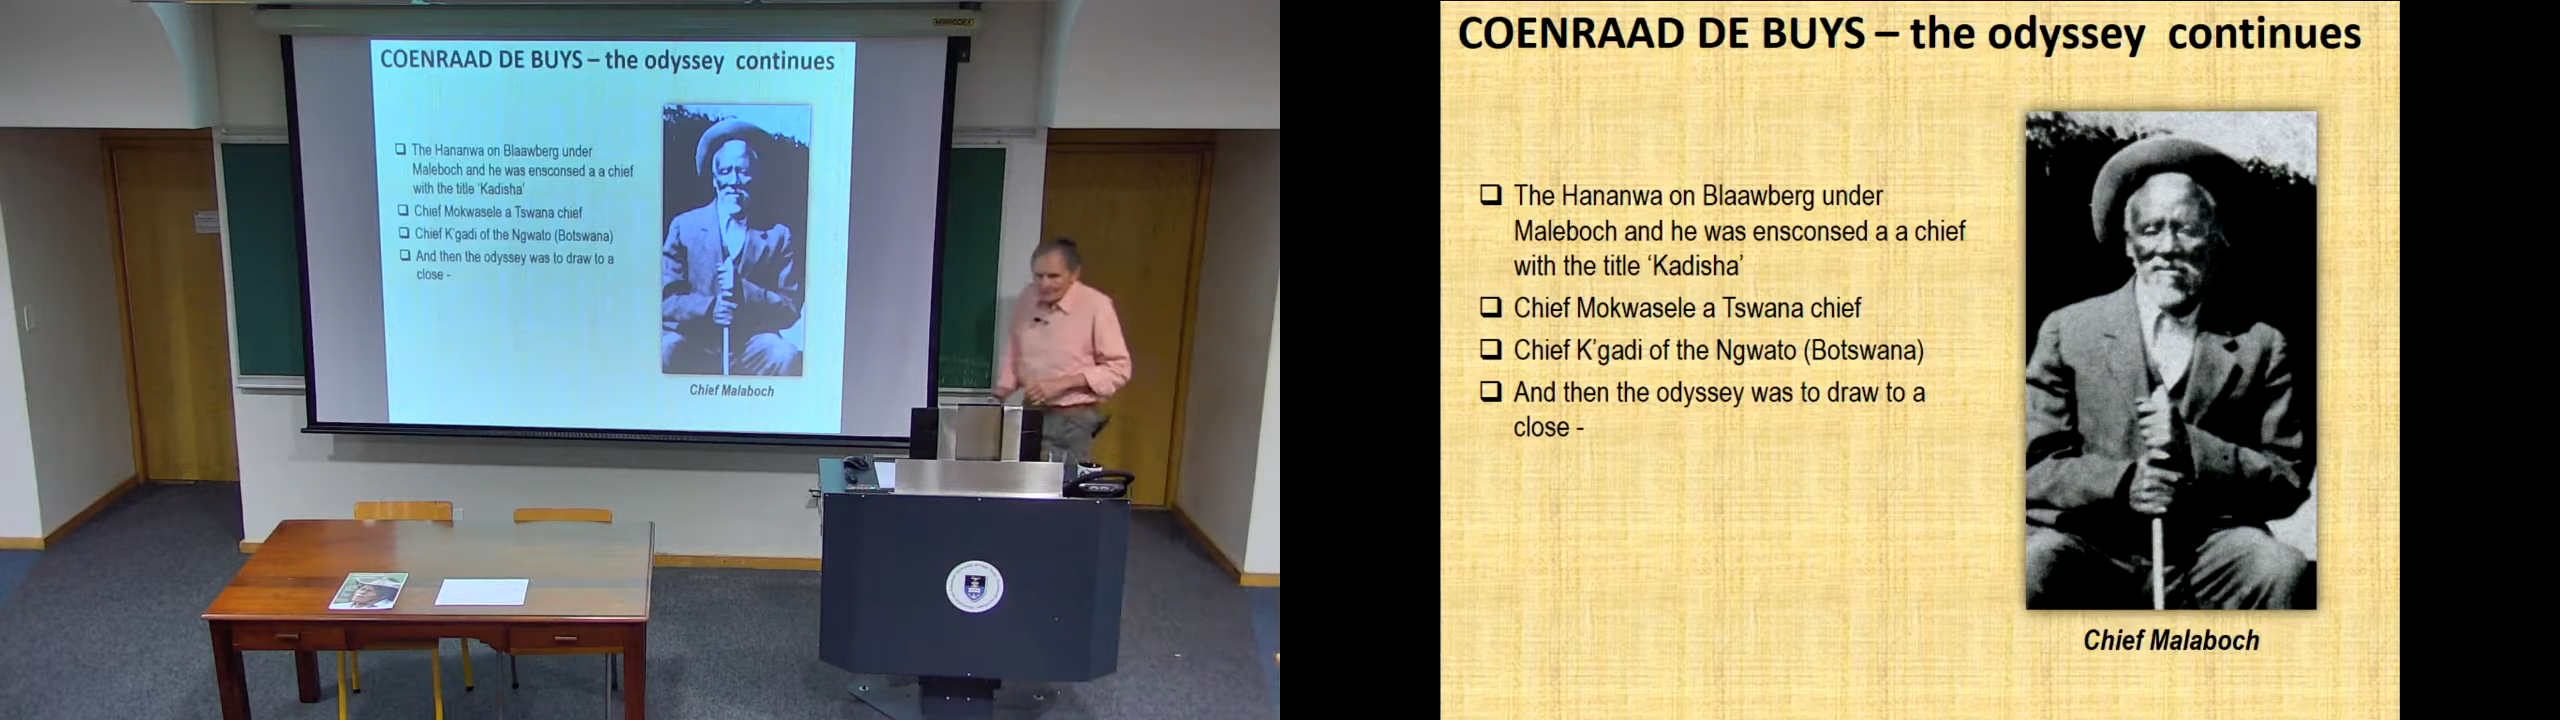 COENRAAD DE BUYS – the odyssey continues
❑ The Hananwa on Blaawberg under
Maleboch and he was ensconsed a a chief
with the title ‘Kadisha’
❑ Chief Mokwasele a Tswana chief
❑ Chief K’gadi of the Ngwato (Botswana)
❑ And then the odyssey was to draw to a
close -
Chief Malaboch
COENRAAD DE BUYS – the odyssey continues
❑ The Hananwa on Blaawberg under
Maleboch and he was ensconsed a a chief
with the title ‘Kadisha’
❑ Chief Mokwasele a Tswana chief
❑ Chief K’gadi of the Ngwato (Botswana)
❑ And then the odyssey was to draw to a
close -
Chief Malaboch